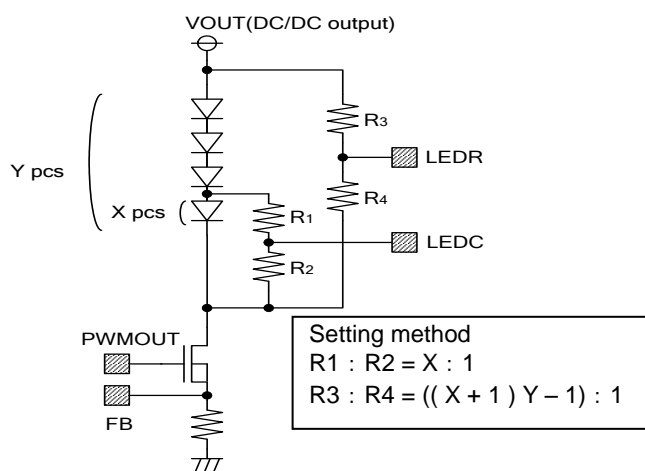 VOUT(DC/DC output)
R3
LEDR
Y pcs
X pcs
R1
R4
LEDC
R2
PWMOUT
FB
Setting method
R1 : R2 = X : 1
R3 : R4 = (( X + 1 ) Y – 1) : 1